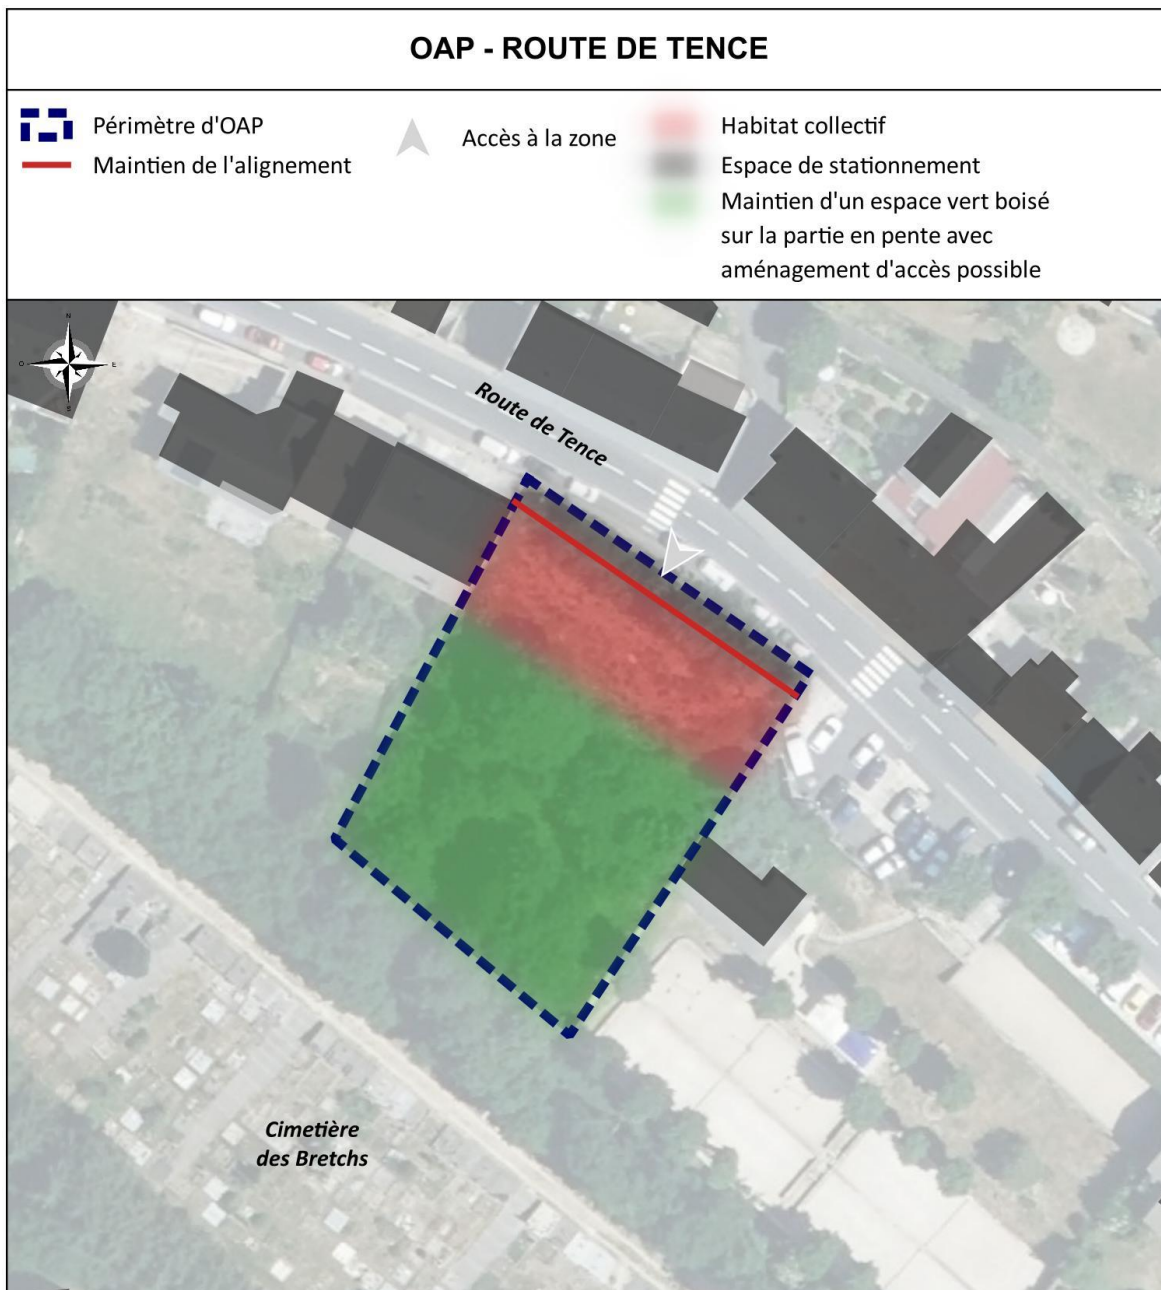 OAP - ROUTE DE TENCE
Périmètre d'OAP
Maintien de l'alignement
Accès à la zone
Habitat collectif
Espace de stationnement
Maintien d'un espace vert boisé
sur la partie en pente avec
aménagement d'accès possible
N
O
E
S
Route de Tence
Cimetière
des Bretchs